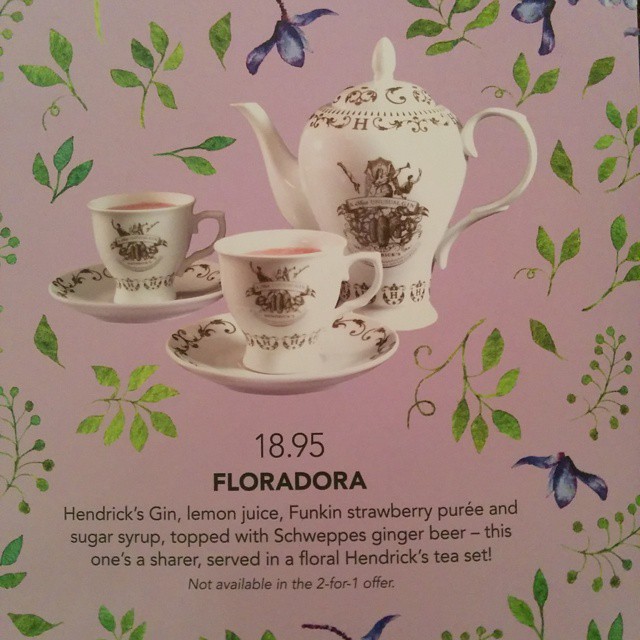 18.95
FLORADORA
Hendrick's Gin, lemon juice, Funkin strawberry purée and
sugar syrup, topped with Schweppes ginger beer – this
one's a sharer, served in a floral Hendrick's tea set!
Not available in the 2-for-1 offer.